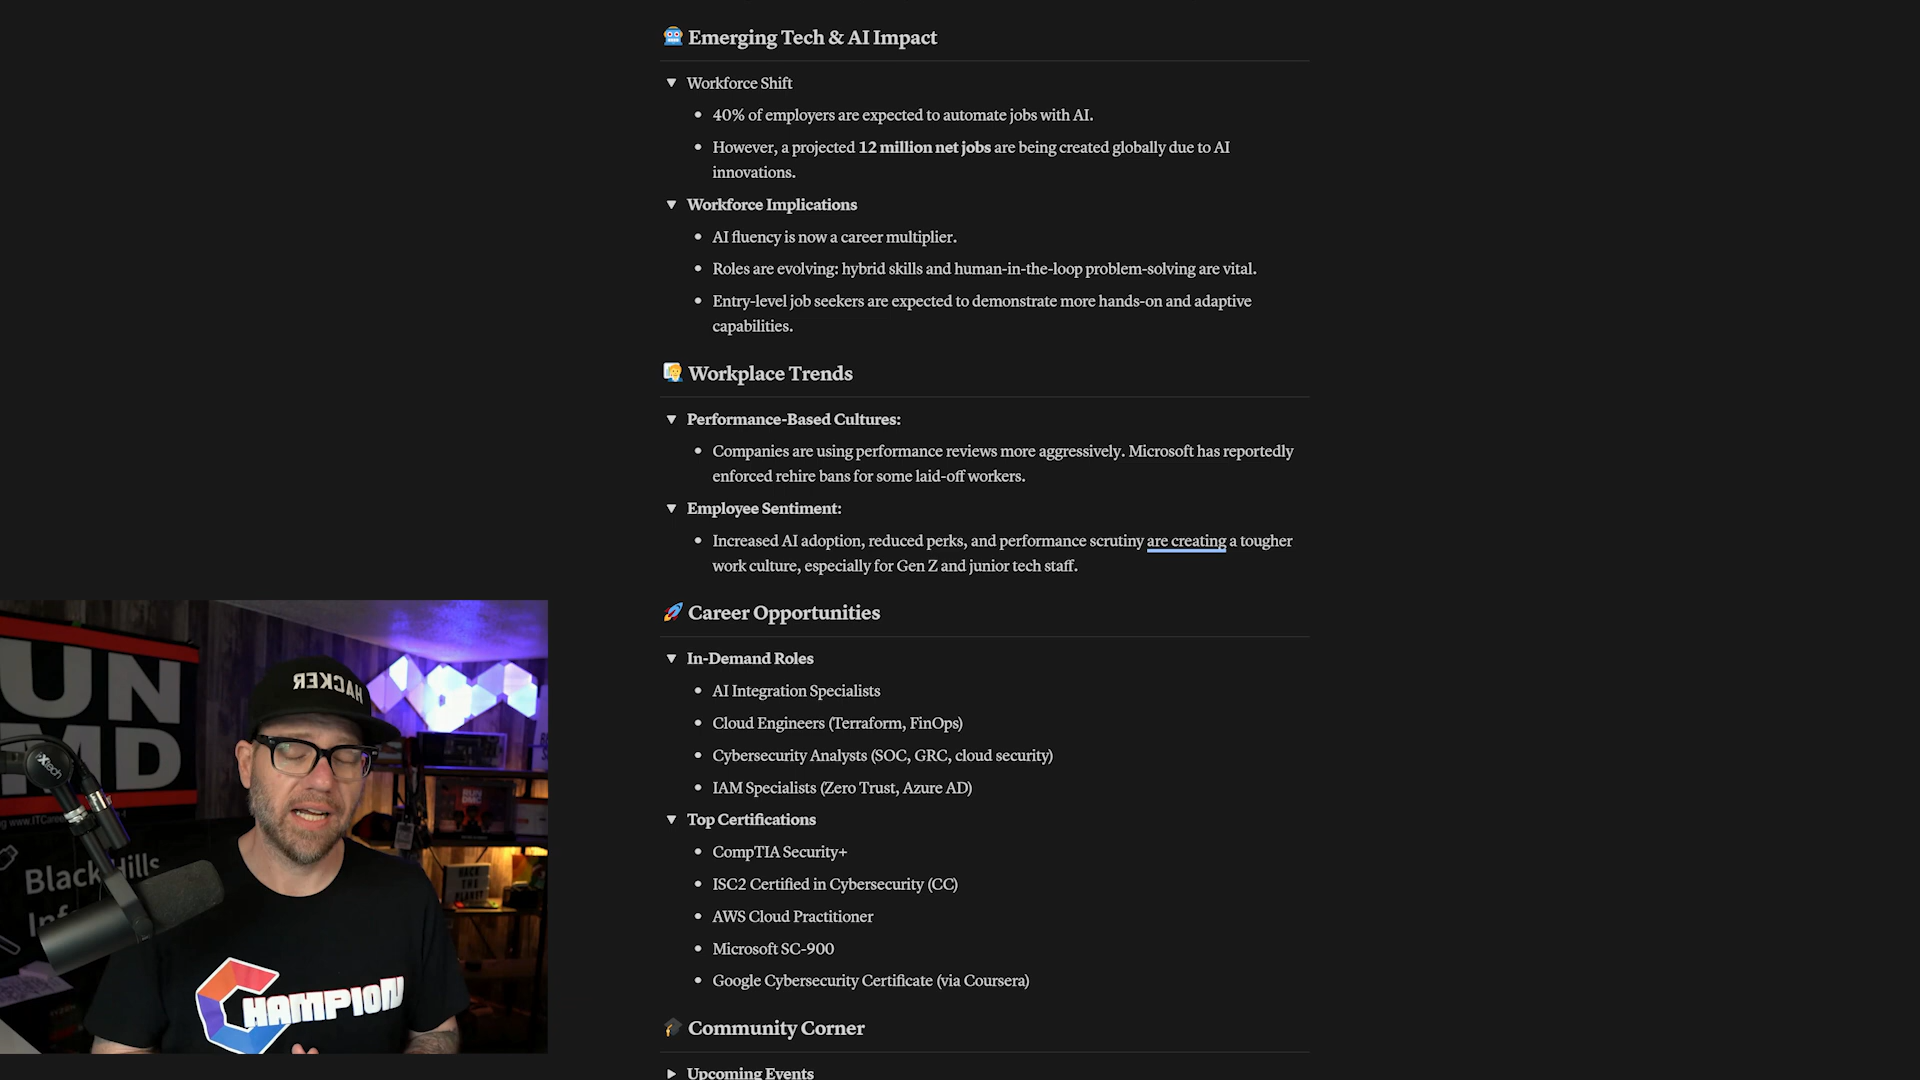 Emerging Tech & AI Impact
Workforce Shift
40% of employers are expected to automate jobs with AI.
However, a projected 12 million net jobs are being created globally due to AI
innovations.
Workforce Implications
AI fluency is now a career multiplier.
Roles are evolving: hybrid skills and human-in-the-loop problem-solving are vital.
Entry-level job seekers are expected to demonstrate more hands-on and adaptive
capabilities.
Workplace Trends
Performance-Based Cultures:
Companies are using performance reviews more aggressively. Microsoft has reportedly
enforced rehire bans for some laid-off workers.
Employee Sentiment:
Increased AI adoption, reduced perks, and performance scrutiny are creating a tougher
work culture, especially for Gen Z and junior tech staff.
Career Opportunities
In-Demand Roles
AI Integration Specialists
Cloud Engineers (Terraform, FinOps)
Cybersecurity Analysts (SOC, GRC, cloud security)
IAM Specialists (Zero Trust, Azure AD)
Top Certifications
CompTIA Security+
ISC2 Certified in Cybersecurity (CC)
AWS Cloud Practitioner
Microsoft SC-900
Google Cybersecurity Certificate (via Coursera)
Community Corner
Upcoming Events
UN
MD
HACKER
Black Hills
HACK
THE
PLANET
CHAMPION